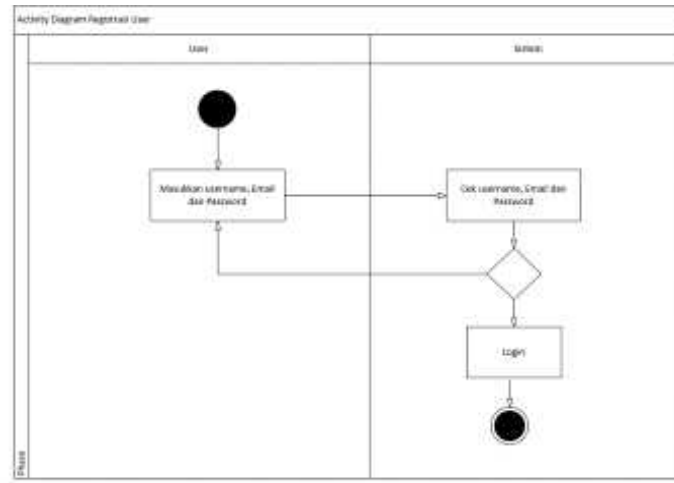 Activity Diagram Registrasi User
User
Sistem
Masukkan username, Email
dan Password
Cek username, Email dan
Password
Login
Phase